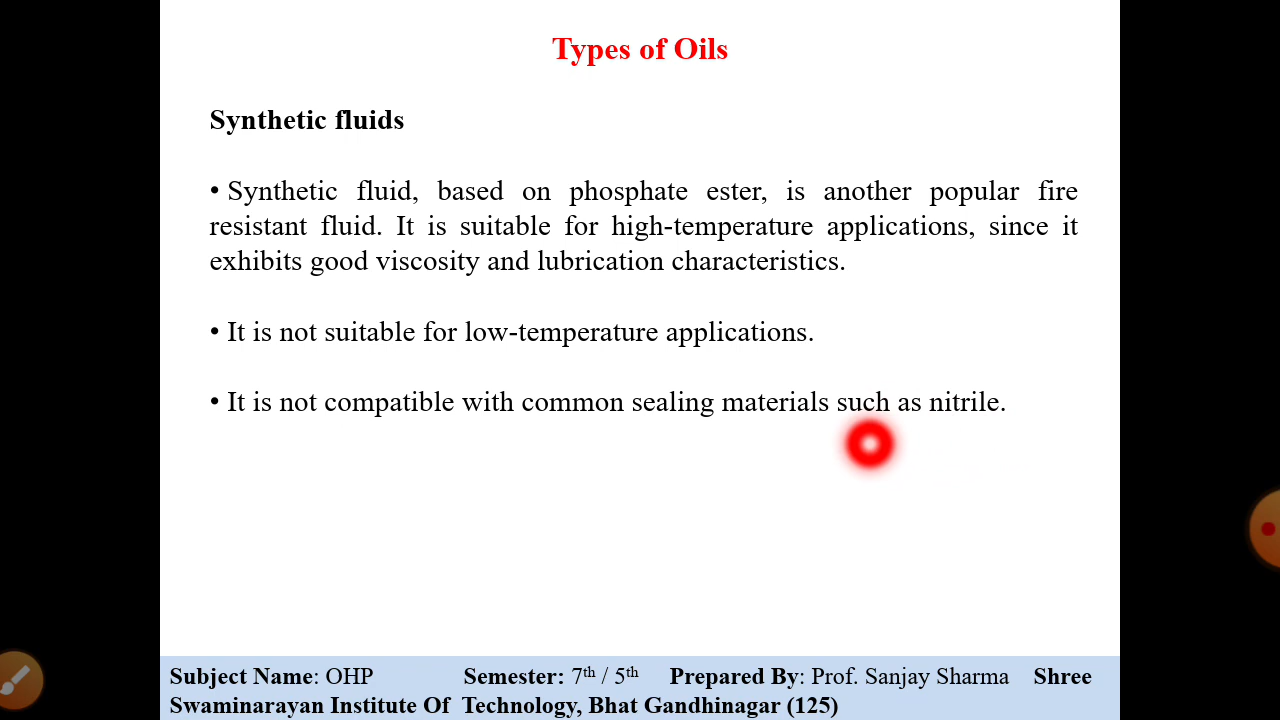 Types of Oils
Synthetic fluids
• Synthetic fluid, based on phosphate ester, is another popular fire
resistant fluid. It is suitable for high-temperature applications, since it
exhibits good viscosity and lubrication characteristics.
• It is not suitable for low-temperature applications.
• It is not compatible with common sealing materials such as nitrile.
Subject Name: OHP Semester: 7th / 5th Prepared By: Prof. Sanjay Sharma Shree
Swaminarayan Institute Of Technology, Bhat Gandhinagar (125)